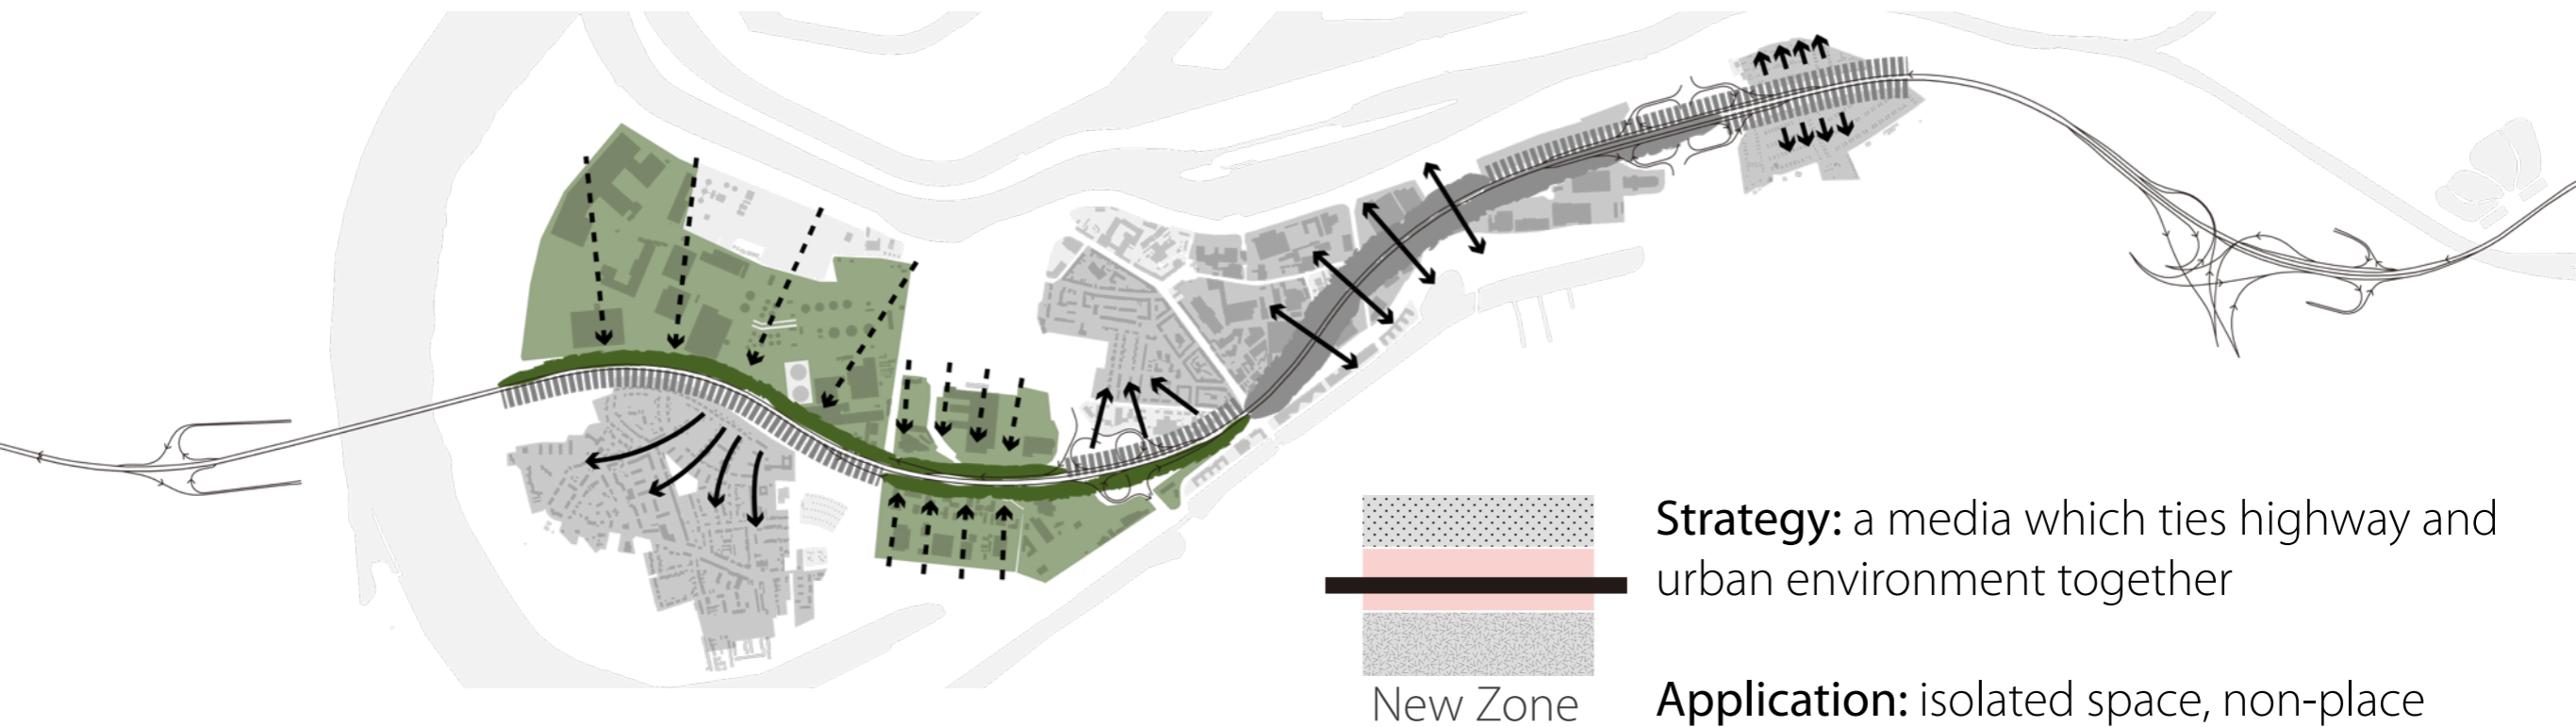 Strategy: a media which ties highway and
urban environment together
New Zone
Application: isolated space, non-place